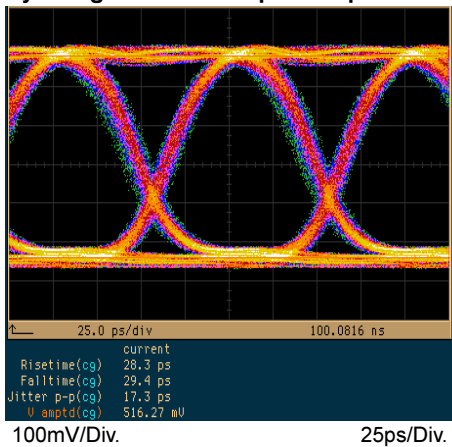 25.0 ps/div 100.0816 ns
current
Risetime(cg) 28.3 ps
Falltime(cg) 29.4 ps
Jitter p-p(cg) 17.3 ps
V amptd(cg) 516.27 mV
100mV/Div. 25ps/Div.